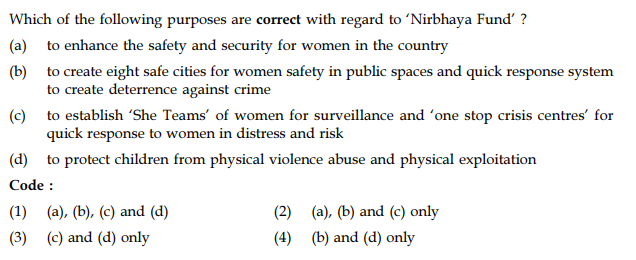 Which of the following purposes are correct with regard to ‘Nirbhaya Fund’ ?
(a) to enhance the safety and security for women in the country
(b) to create eight safe cities for women safety in public spaces and quick response system
to create deterrence against crime
(c) to establish ‘She Teams’ of women for surveillance and ‘one stop crisis centres’ for
quick response to women in distress and risk
(d) to protect children from physical violence abuse and physical exploitation
Code :
(1) (a), (b), (c) and (d) (2) (a), (b) and (c) only
(3) (c) and (d) only (4) (b) and (d) only